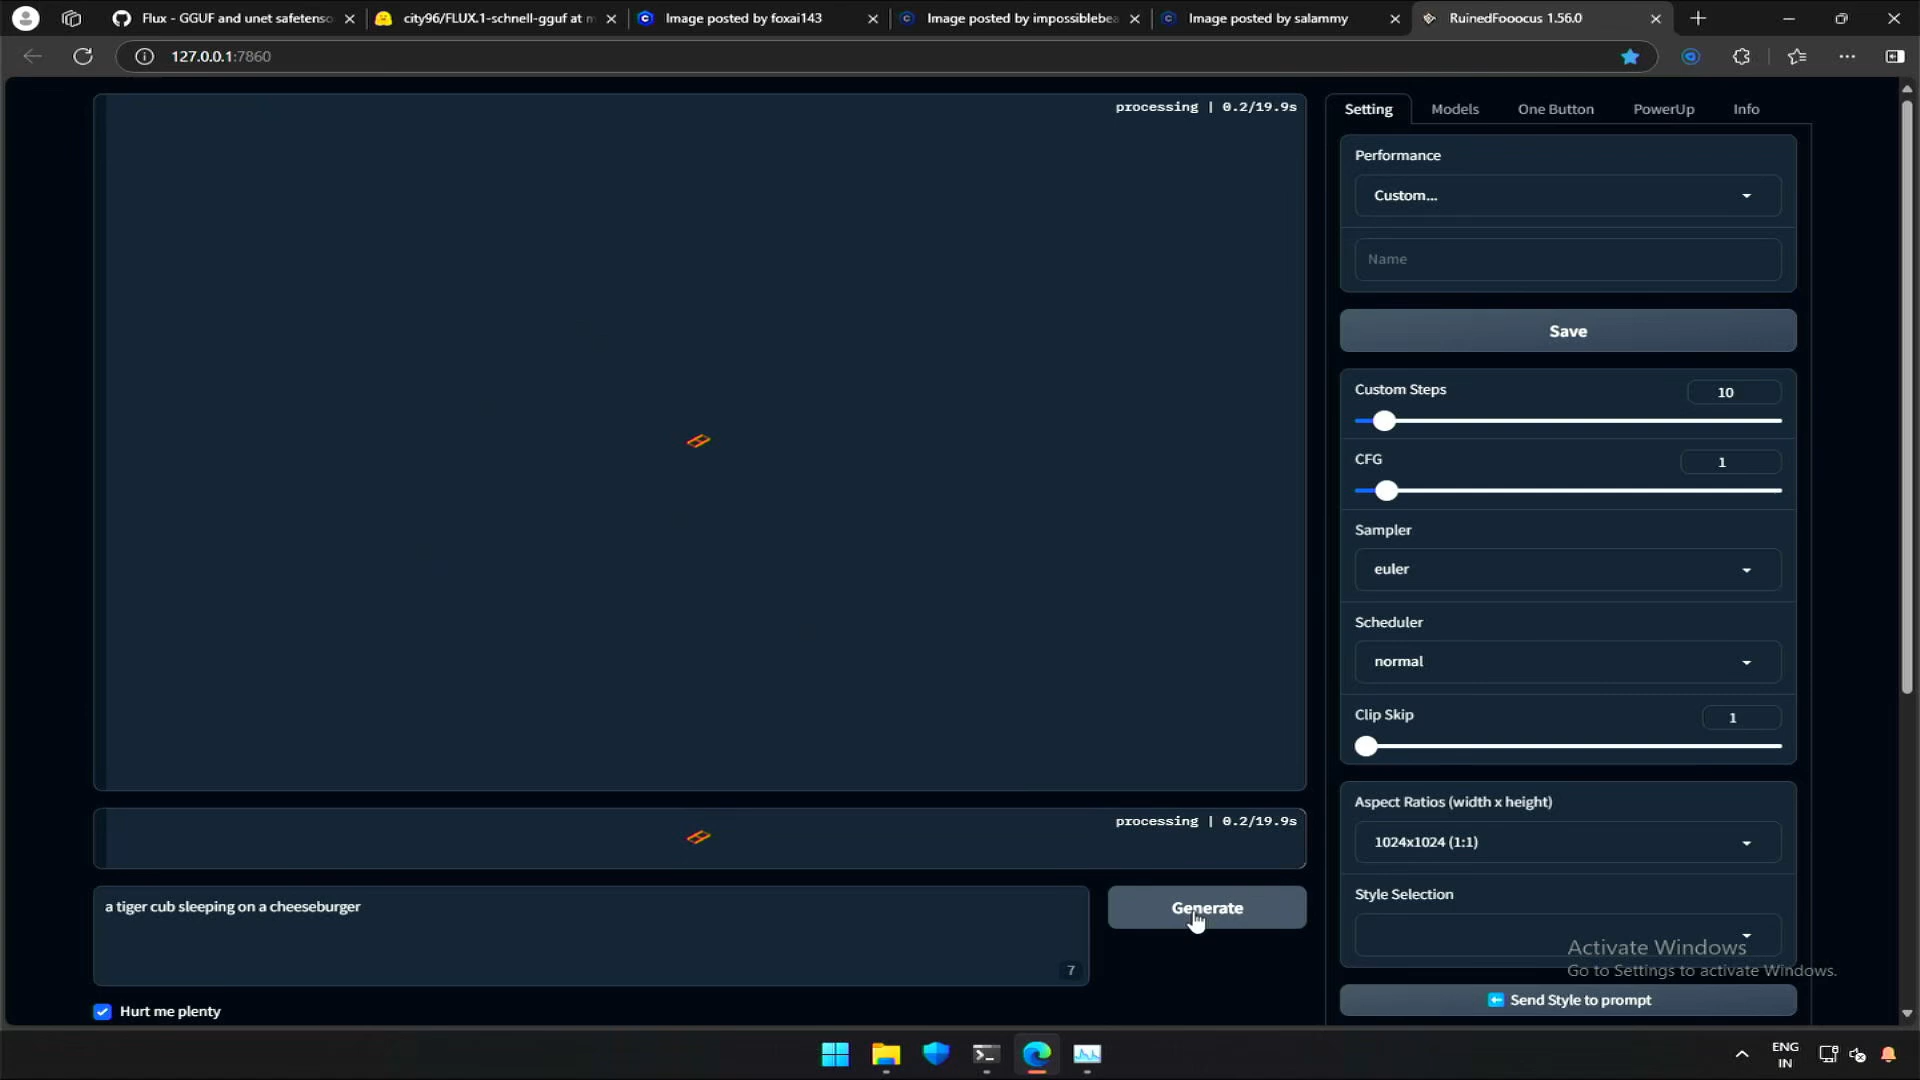 Flux - GGUF and unet safetenso
city96/FLUX.1-schnell-gguf at m
Image posted by foxai143
Image posted by impossiblebea
Image posted by salammy
RuinedFooocus 1.56.0
127.0.0.1:7860
processing | 0.2/19.9s
Setting
Models
One Button
PowerUp
Info
Performance
Custom...
Name
Save
Custom Steps
10
CFG
1
Sampler
euler
Scheduler
normal
Clip Skip
1
Aspect Ratios (width x height)
1024x1024 (1:1)
processing | 0.2/19.9s
a tiger cub sleeping on a cheeseburger
7
Generate
Style Selection
Activate Windows
Go to Settings to activate Windows.
Send Style to prompt
Hurt me plenty
ENG
IN